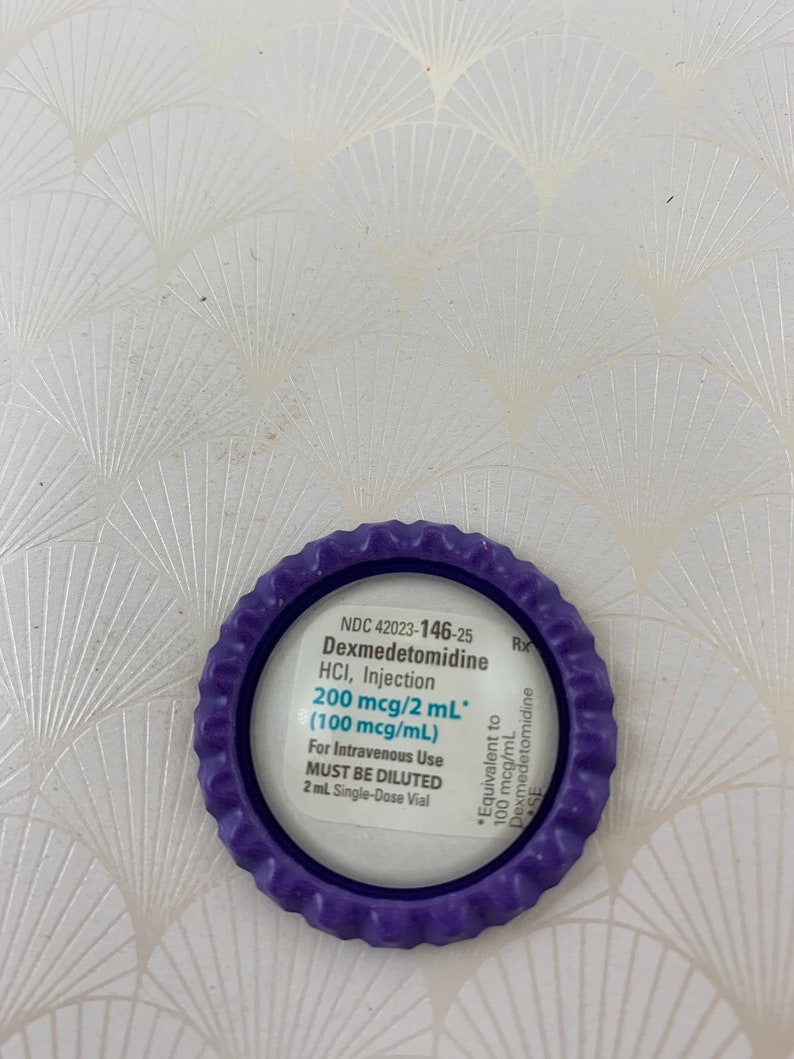 NDC 42023-146-25
Rx
Dexmedetomidine
HCl, Injection
200 mcg/2 mL*
(100 mcg/mL)
For Intravenous Use
MUST BE DILUTED
2 mL Single-Dose Vial
*Equivalent to
100 mcg/mL
Dexmedetomidine